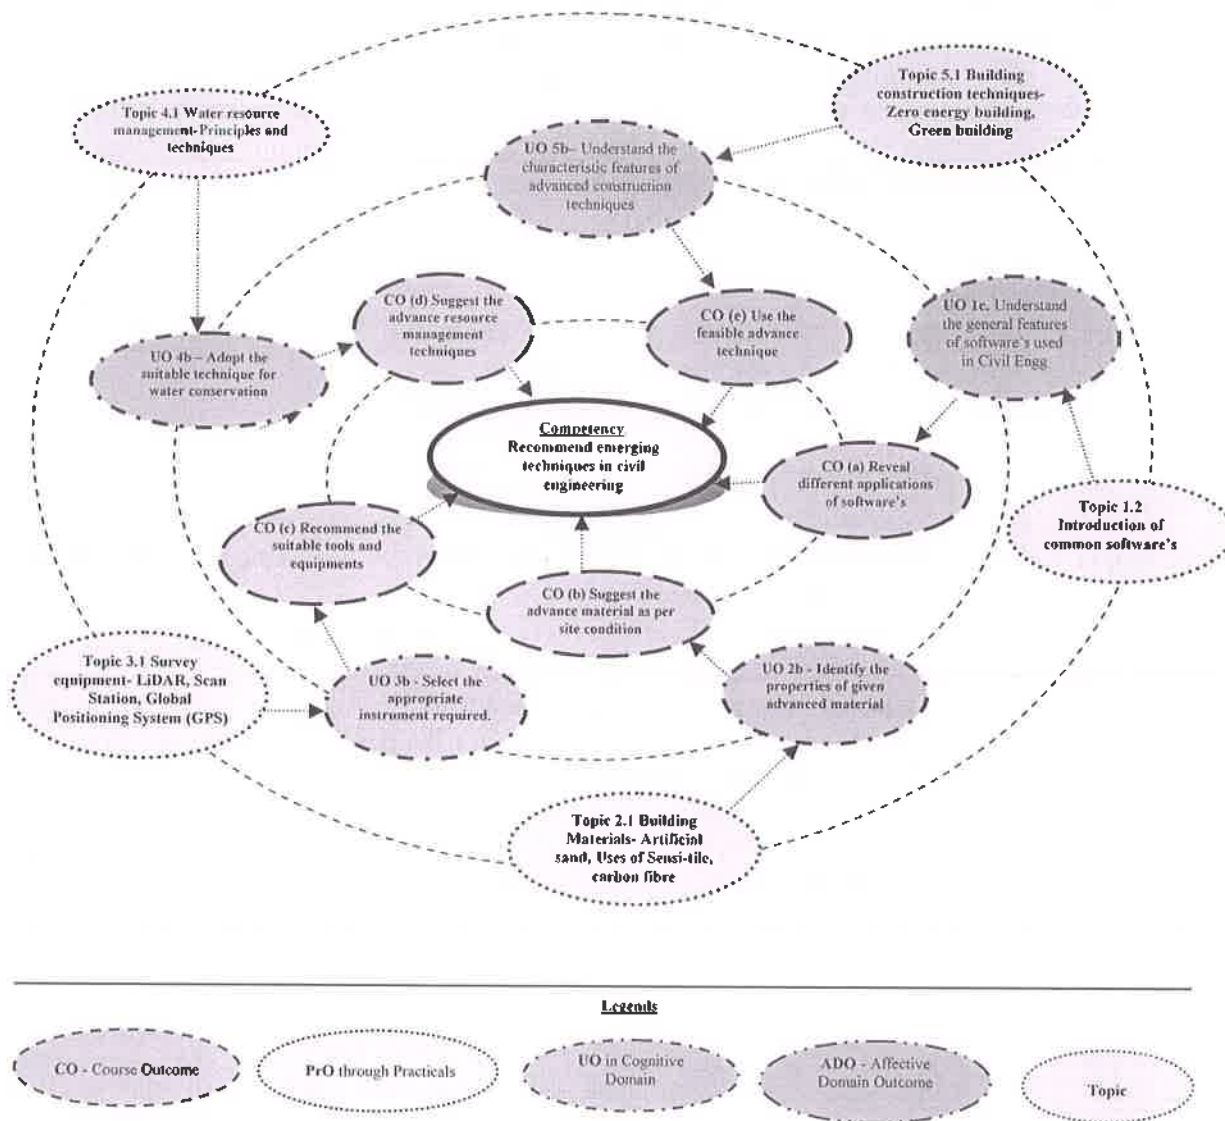 Topic 5.1 Building
construction techniques-
Zero energy building,
Green building
Topic 4.1 Water resource
management-Principles and
techniques
UO 5b– Understand the
characteristic features of
advanced construction
techniques
CO (d) Suggest the
advance resource
management
techniques
CO (e) Use the
feasible advance
technique
UO 1e. Understand
the general features
of software's used
in Civil Engg
UO 4b – Adopt the
suitable technique for
water conservation
Competency
Recommend emerging
techniques in civil
engineering
CO (a) Reveal
different applications
of software's
Topic 1.2
Introduction of
common software's
CO (c) Recommend the
suitable tools and
equipments
CO (b) Suggest the
advance material as per
site condition
Topic 3.1 Survey
equipment- LiDAR, Scan
Station, Global
Positioning System (GPS)
UO 3b - Select the
appropriate
instrument required.
UO 2b - Identify the
properties of given
advanced material
Topic 2.1 Building
Materials- Artificial
sand, Uses of Sensi-tile,
carbon fibre
Legends
CO - Course Outcome
PrO through Practicals
UO in Cognitive
Domain
ADO - Affective
Domain Outcome
Topic